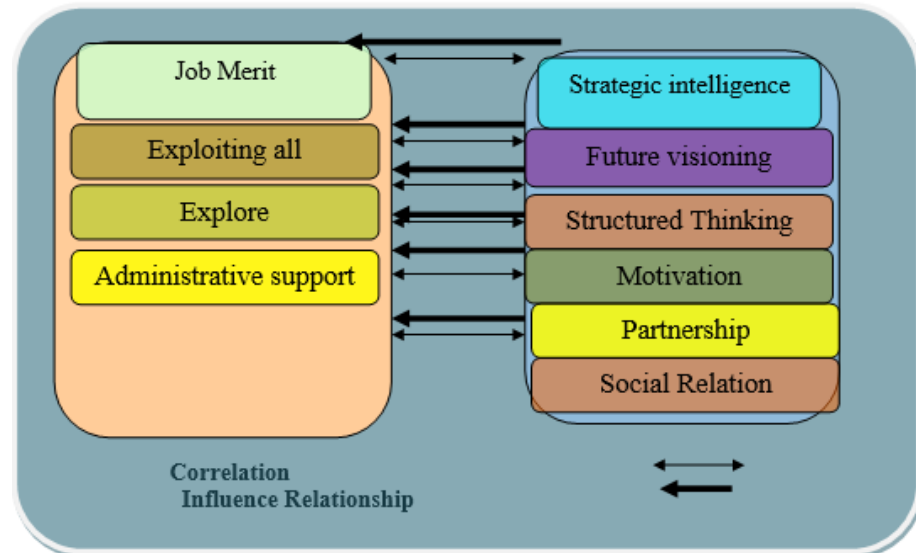 Job Merit
Exploiting all
Explore
Administrative support
Strategic intelligence
Future visioning
Structured Thinking
Motivation
Partnership
Social Relation
Correlation
Influence Relationship